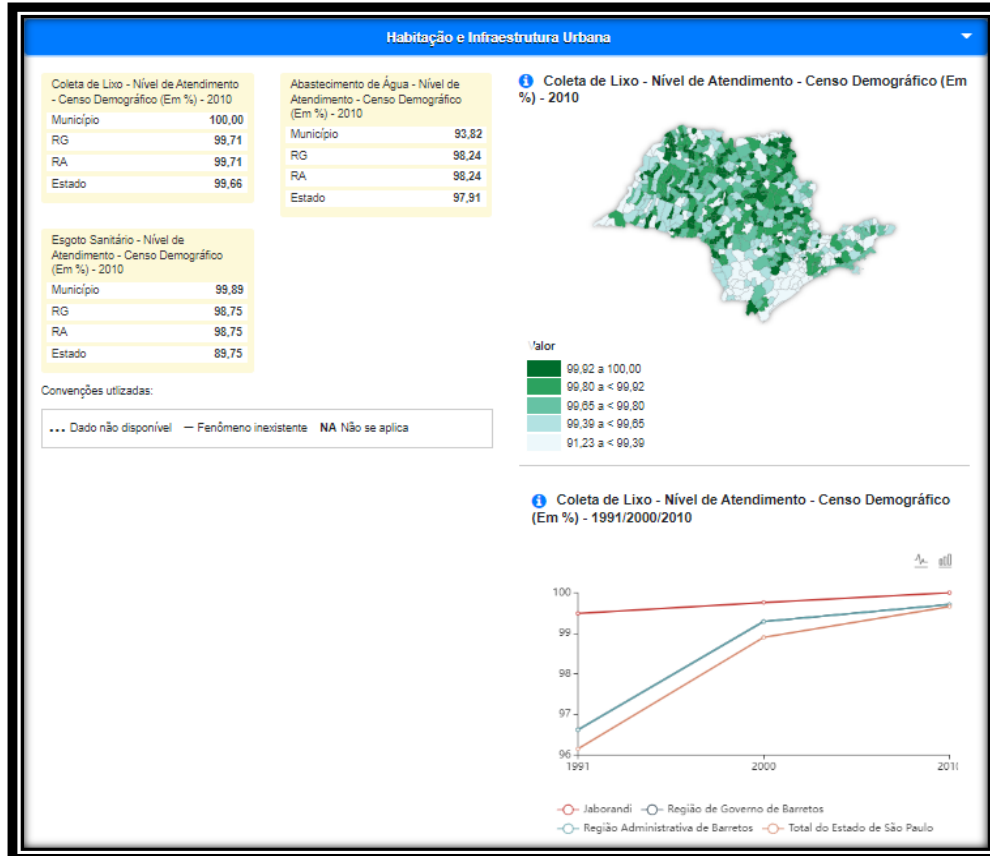 Habitação e Infraestrutura Urbana
Coleta de Lixo - Nível de Atendimento
- Censo Demográfico (Em %) - 2010
Município 100,00
RG 99,71
RA 99,71
Estado 99,66
Abastecimento de Água - Nível de
Atendimento - Censo Demográfico
(Em %) - 2010
Município 93,82
RG 98,24
RA 98,24
Estado 97,91
Esgoto Sanitário - Nível de
Atendimento - Censo Demográfico
(Em %) - 2010
Município 99,89
RG 98,75
RA 98,75
Estado 89,75
Convenções utlizadas:
... Dado não disponível — Fenômeno inexistente NA Não se aplica
Coleta de Lixo - Nível de Atendimento - Censo Demográfico (Em
%) - 2010
Valor
99,92 a 100,00
99,80 a < 99,92
99,65 a < 99,80
99,39 a < 99,65
91,23 a < 99,39
Coleta de Lixo - Nível de Atendimento - Censo Demográfico
(Em %) - 1991/2000/2010
100
99
98
97
96
1991 2000 2010
Jaborandi Região de Governo de Barretos
Região Administrativa de Barretos Total do Estado de São Paulo